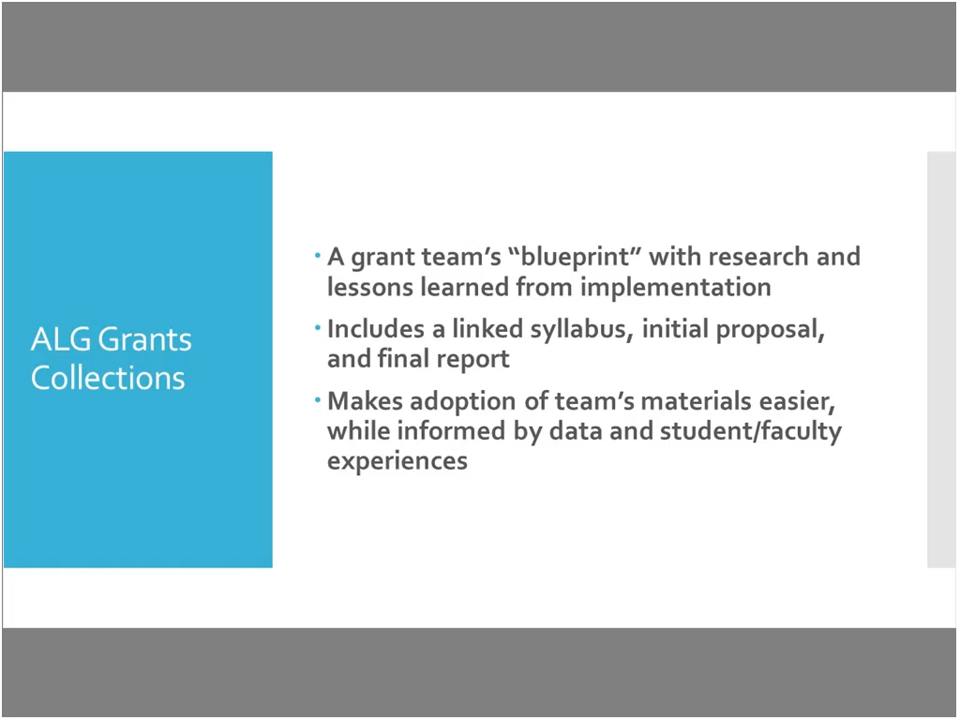 ALG Grants
Collections
• A grant team’s “blueprint” with research and
lessons learned from implementation
• Includes a linked syllabus, initial proposal,
and final report
• Makes adoption of team’s materials easier,
while informed by data and student/faculty
experiences